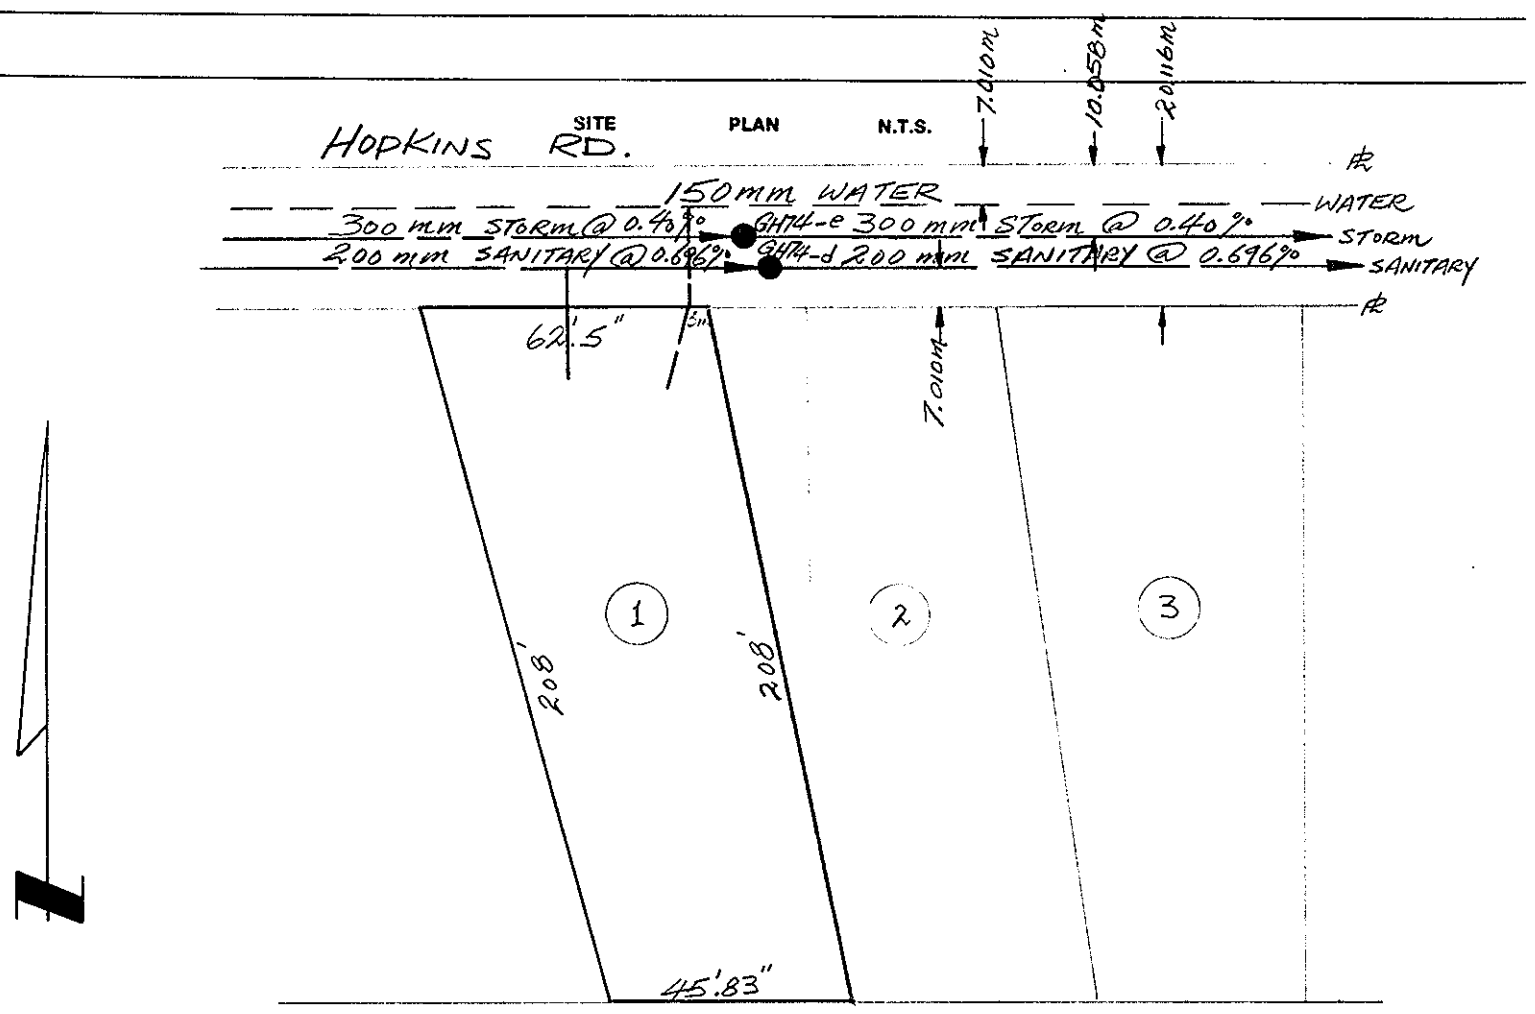 SITE PLAN N.T.S.
HOPKINS RD.
7.010m
10.058m
20.116m
PL
150mm WATER
WATER
300 mm STORM @ 0.40% GH74-e 300 mm STORM @ 0.40%
STORM
200 mm SANITARY @ 0.696% GH74-d 200 mm SANITARY @ 0.696%
SANITARY
PL
62'.5"
7.010m
1
2
3
208'
208'
45'.83"